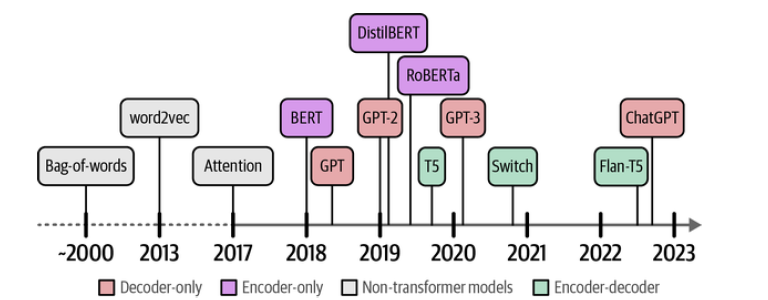 DistilBERT
RoBERTa
word2vec
BERT
GPT-2
GPT-3
ChatGPT
Bag-of-words
Attention
GPT
T5
Switch
Flan-T5
~2000 2013 2017 2018 2019 2020 2021 2022 2023
Decoder-only Encoder-only Non-transformer models Encoder-decoder